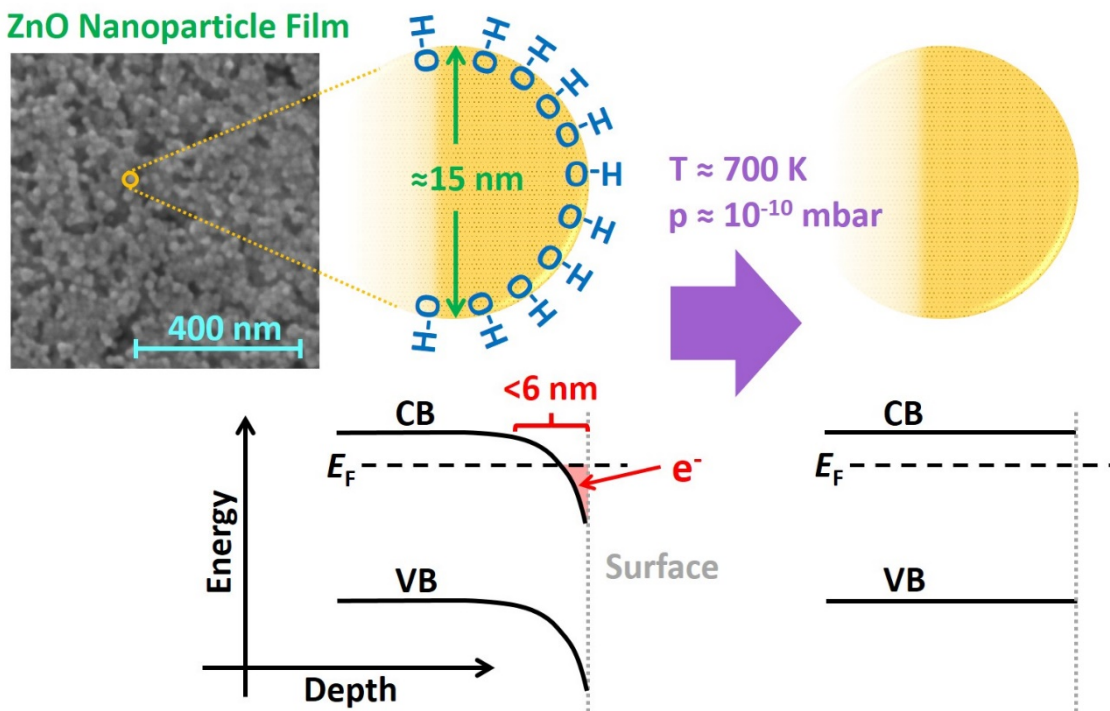 ZnO Nanoparticle Film
400 nm
≈15 nm
O-H
O-H
O-H
O-H
O-H
O-H
O-H
O-H
O-H
O-H
O-H
T ≈ 700 K
p ≈ 10⁻¹⁰ mbar
<6 nm
CB
E_F
e⁻
VB
Surface
Energy
Depth
CB
E_F
VB